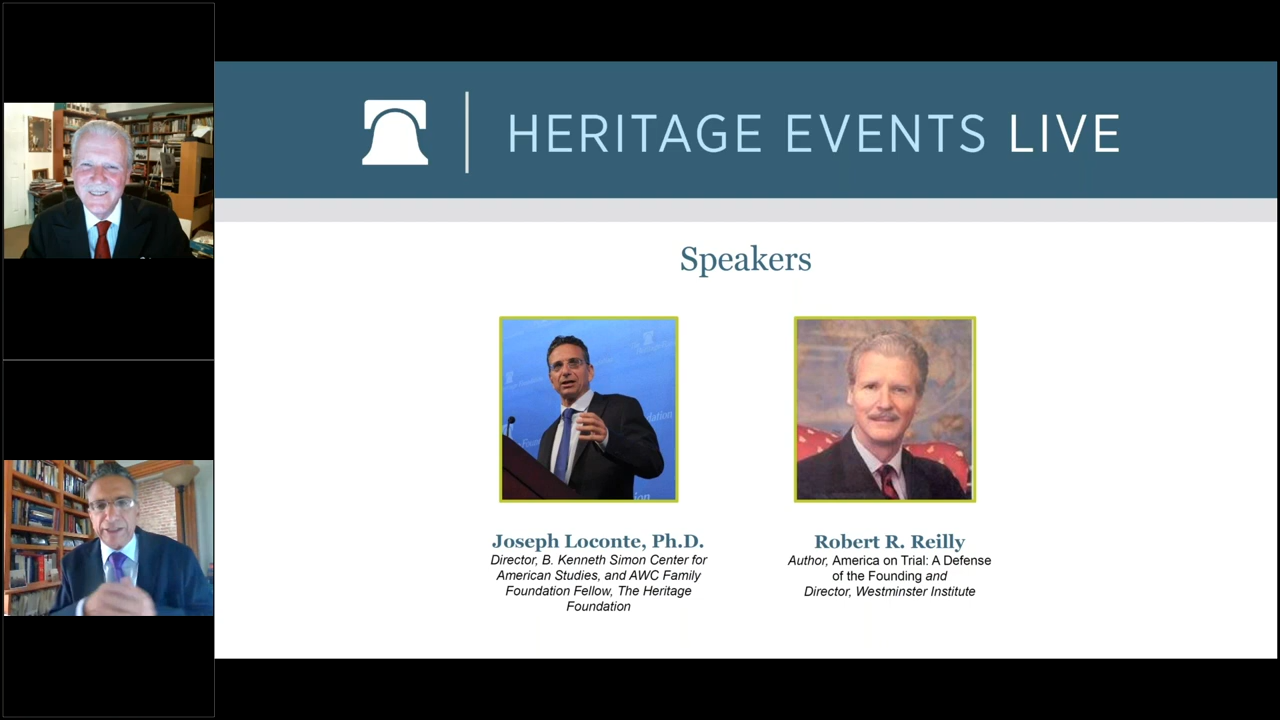 HERITAGE EVENTS LIVE
Speakers
Joseph Loconte, Ph.D.
Director, B. Kenneth Simon Center for
American Studies, and AWC Family
Foundation Fellow, The Heritage
Foundation
Robert R. Reilly
Author, America on Trial: A Defense
of the Founding and
Director, Westminster Institute